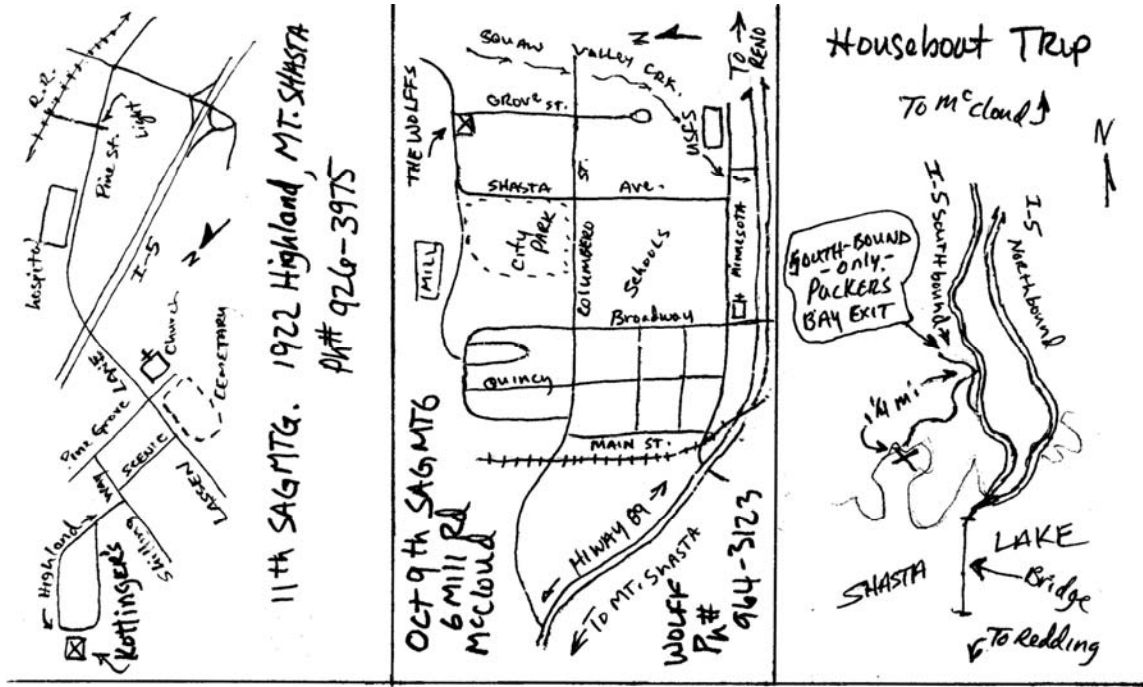 R.R.
Light
Pine St.
hospital
I-5
N
Church
CEMETARY
LANE
Pine Grove
SCENIC
WAY
LASSEN
Highland
Shilling
Kottinger's
11th SAG MTG. 1922 Highland, MT. SHASTA
Ph# 926-3975
N
TO RENO
SQUAW VALLEY CRK.
THE WOLFFS
GROVE ST.
USFS
SHASTA AVE.
ST.
City PARK
COLUMBERO
Schools
MINNESOTA
MILL
Broadway
Quincy
MAIN ST.
OCT 9th SAG MTG
6 Mill Rd
McCloud
HIWAY 89
TO MT. SHASTA
WOLFF
Ph#
964-3123
Houseboat Trip
To McCloud
N
I-5 Southbound
I-5
Northbound
SOUTH-BOUND
-only-
PACKERS
BAY EXIT
1/4 mi
SHASTA
LAKE
Bridge
To Redding